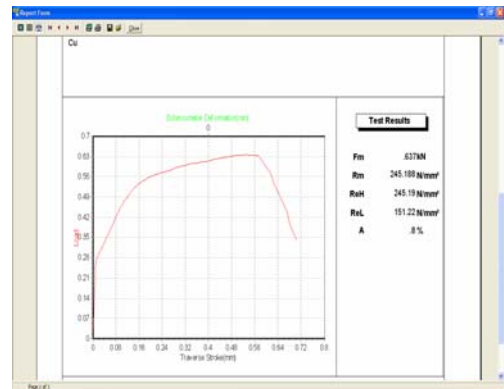 Report Form
Close
Cu
0
0.7
0.63
0.56
0.49
0.42
0.35
0.28
0.21
0.14
0.07
0
0 0.08 0.16 0.24 0.32 0.4 0.48 0.56 0.64 0.72 0.8
Traverse Stroke(mm)
Test Results
Fm .637kN
Rm 245.188 N/mm²
ReH 245.19 N/mm²
ReL 151.22 N/mm²
A .8 %
Page 1 of 1